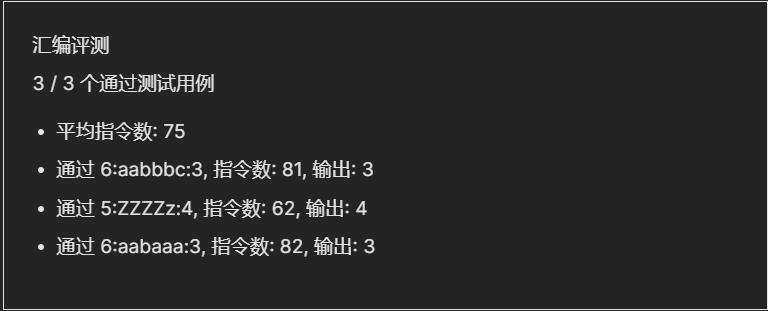 汇编评测
3 / 3 个通过测试用例
• 平均指令数: 75
• 通过 6:aabbbc:3, 指令数: 81, 输出: 3
• 通过 5:ZZZZz:4, 指令数: 62, 输出: 4
• 通过 6:aabaaa:3, 指令数: 82, 输出: 3